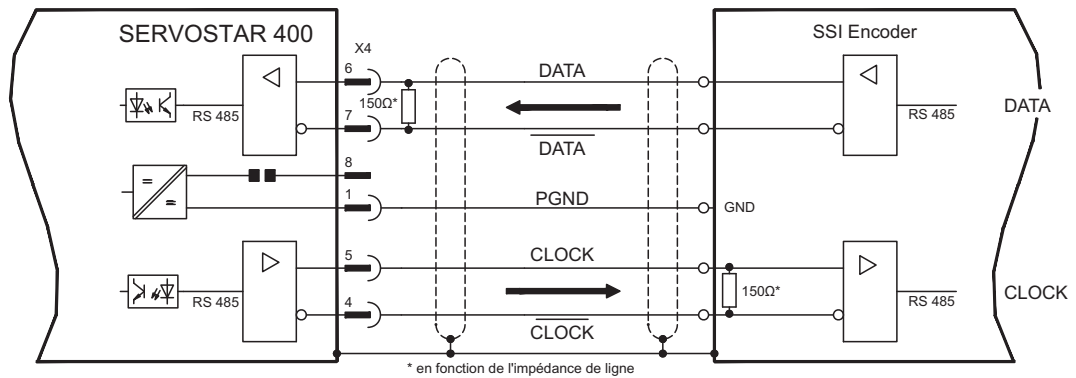 SERVOSTAR 400
X4
SSI Encoder
6
DATA
150Ω*
RS 485
7
DATA
RS 485
DATA
8
1
PGND
GND
5
CLOCK
RS 485
150Ω*
RS 485
CLOCK
4
CLOCK
* en fonction de l'impédance de ligne